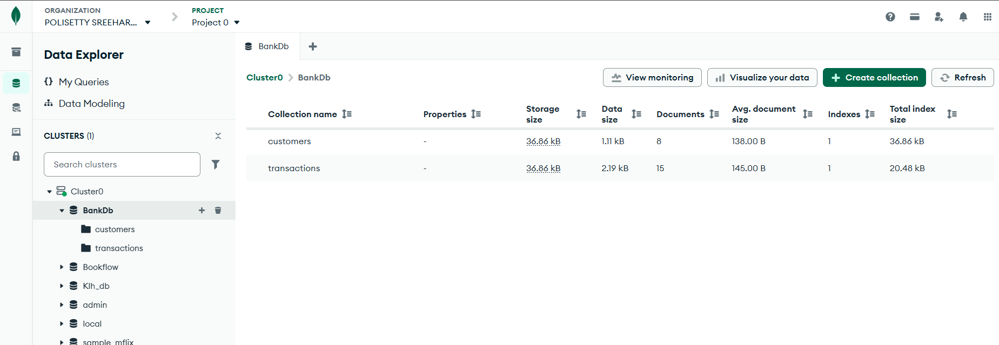 ORGANIZATION
POLISETTY SREEHAR...
PROJECT
Project 0
Data Explorer
My Queries
Data Modeling
CLUSTERS (1)
Search clusters
Cluster0
BankDb
customers
transactions
Bookflow
Klh_db
admin
local
sample_mflix
BankDb
Cluster0 BankDb
View monitoring Visualize your data Create collection Refresh
Collection name Properties Storage size Data size Documents Avg. document size Indexes Total index size
customers - 36.86 kB 1.11 kB 8 138.00 B 1 36.86 kB
transactions - 36.86 kB 2.19 kB 15 145.00 B 1 20.48 kB